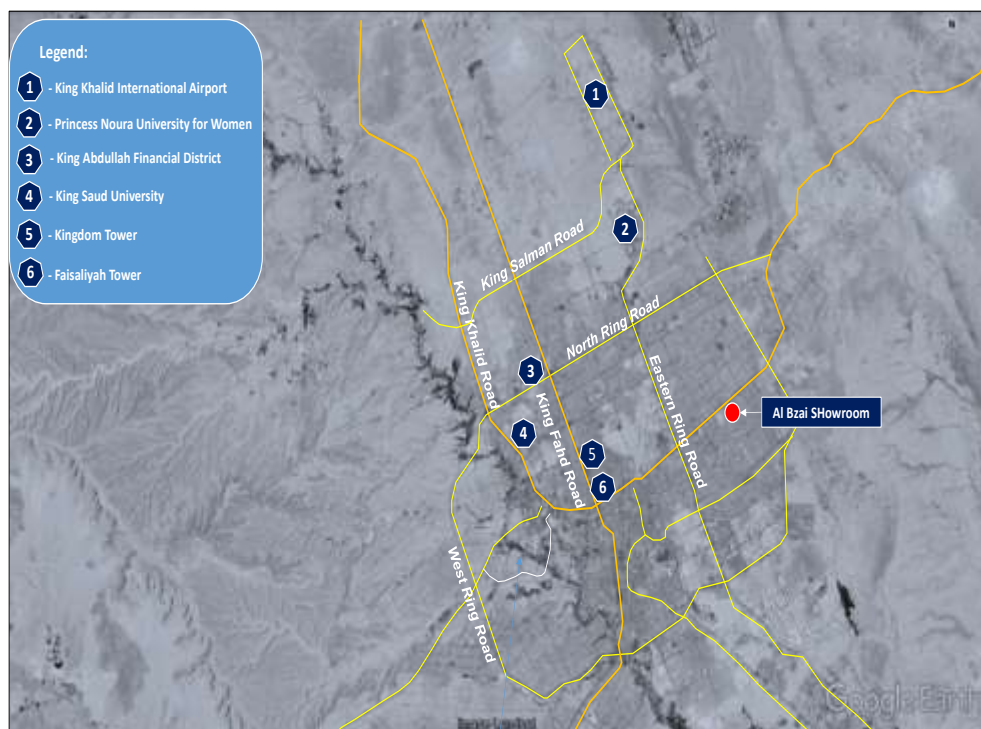 Legend:
1 - King Khalid International Airport
2 - Princess Noura University for Women
3 - King Abdullah Financial District
4 - King Saud University
5 - Kingdom Tower
6 - Faisaliyah Tower
1
2
King Salman Road
King Khalid Road
North Ring Road
3
King Fahd Road
Eastern Ring Road
Al Bzai SHowroom
4
5
6
West Ring Road
Google Earth